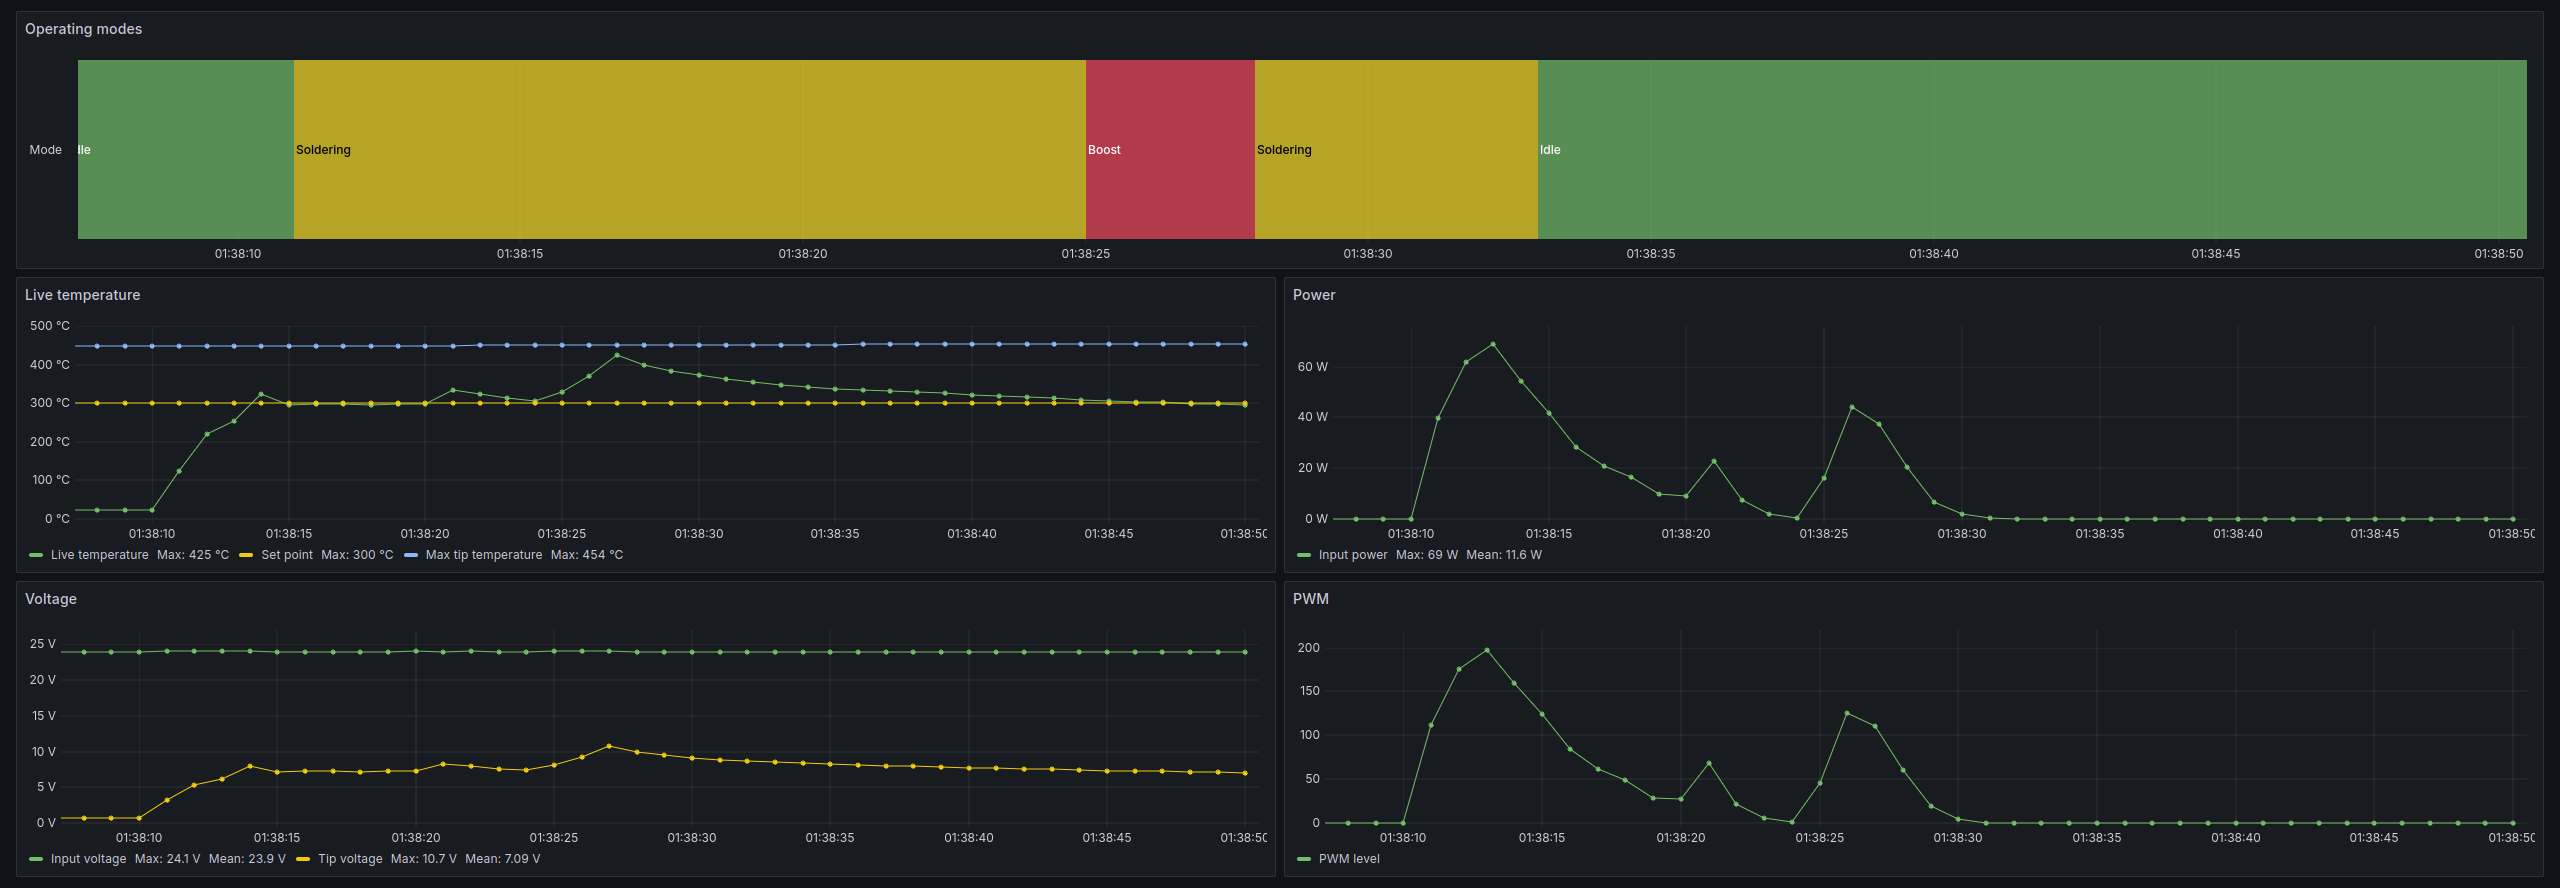 Operating modes
Mode dle Soldering Boost Soldering Idle
01:38:10 01:38:15 01:38:20 01:38:25 01:38:30 01:38:35 01:38:40 01:38:45 01:38:50
Live temperature
500 °C
400 °C
300 °C
200 °C
100 °C
0 °C
01:38:10 01:38:15 01:38:20 01:38:25 01:38:30 01:38:35 01:38:40 01:38:45 01:38:50
Live temperature Max: 425 °C Set point Max: 300 °C Max tip temperature Max: 454 °C
Power
60 W
40 W
20 W
0 W
01:38:10 01:38:15 01:38:20 01:38:25 01:38:30 01:38:35 01:38:40 01:38:45 01:38:50
Input power Max: 69 W Mean: 11.6 W
Voltage
25 V
20 V
15 V
10 V
5 V
0 V
01:38:10 01:38:15 01:38:20 01:38:25 01:38:30 01:38:35 01:38:40 01:38:45 01:38:50
Input voltage Max: 24.1 V Mean: 23.9 V Tip voltage Max: 10.7 V Mean: 7.09 V
PWM
200
150
100
50
0
01:38:10 01:38:15 01:38:20 01:38:25 01:38:30 01:38:35 01:38:40 01:38:45 01:38:50
PWM level